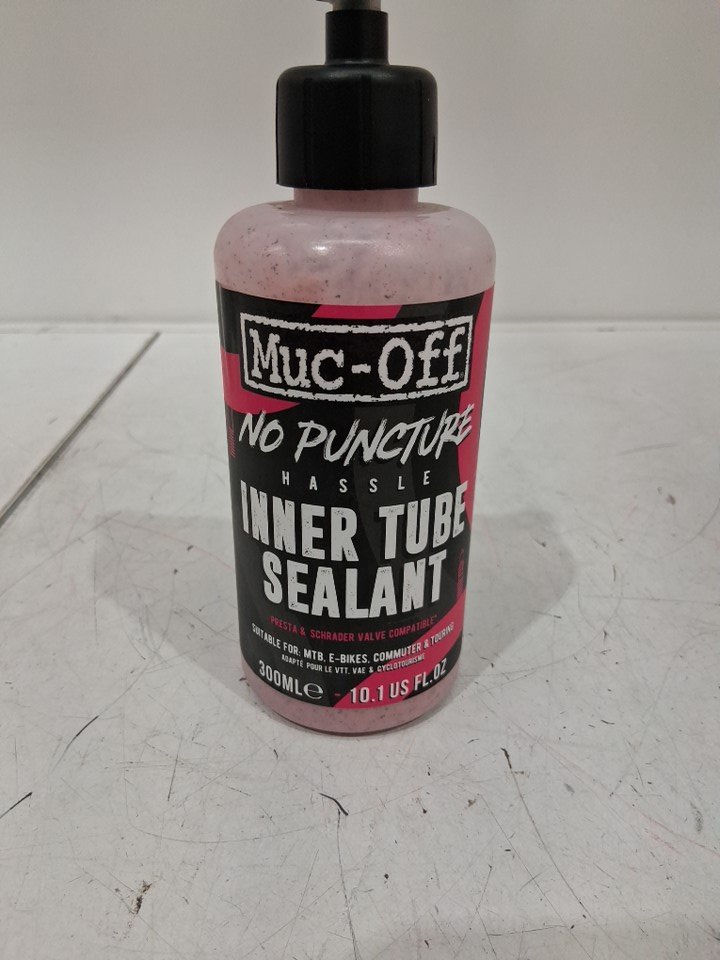 Muc-Off
NO PUNCTURE
HASSLE
INNER TUBE
SEALANT
PRESTA & SCHRADER VALVE COMPATIBLE*
SUITABLE FOR: MTB, E-BIKES, COMMUTER & TOURING
ADAPTÉ POUR LE VTT, VAE & CYCLOTOURISME
300ML℮ - 10.1 US FL.OZ